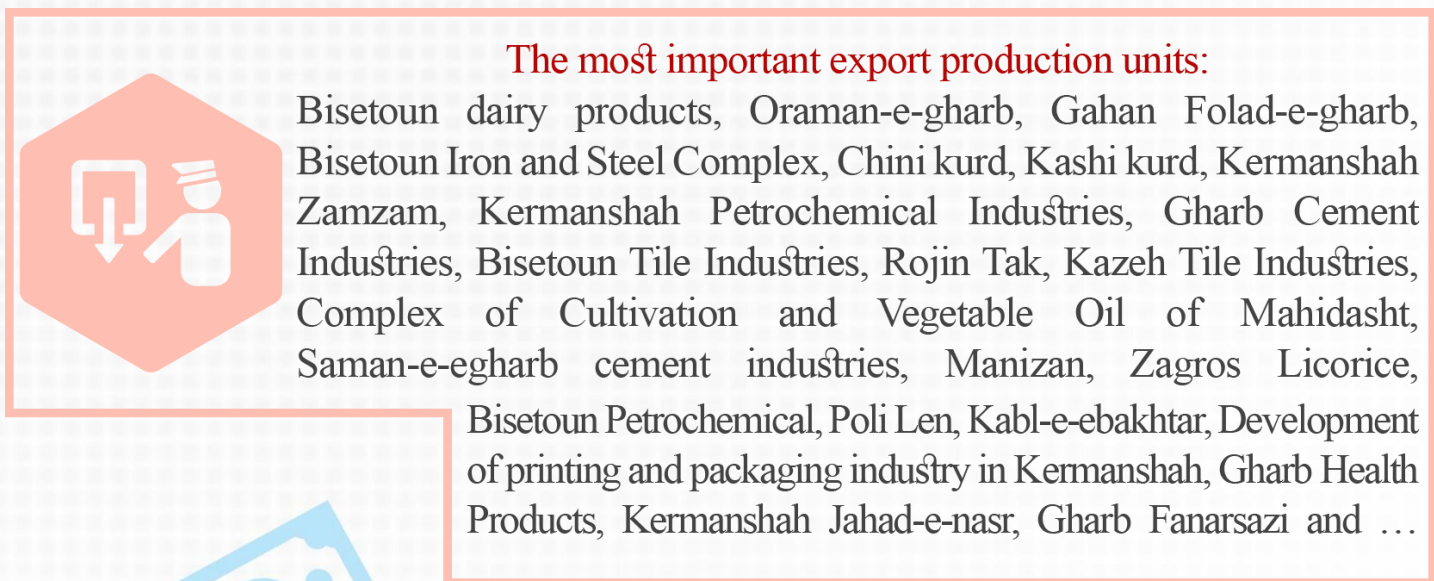 The most important export production units:
Bisetoun dairy products, Oraman-e-gharb, Gahan Folad-e-gharb,
Bisetoun Iron and Steel Complex, Chini kurd, Kashi kurd, Kermanshah
Zamzam, Kermanshah Petrochemical Industries, Gharb Cement
Industries, Bisetoun Tile Industries, Rojin Tak, Kazeh Tile Industries,
Complex of Cultivation and Vegetable Oil of Mahidasht,
Saman-e-egharb cement industries, Manizan, Zagros Licorice,
Bisetoun Petrochemical, Poli Len, Kabl-e-ebakhtar, Development
of printing and packaging industry in Kermanshah, Gharb Health
Products, Kermanshah Jahad-e-nasr, Gharb Fanarsazi and …